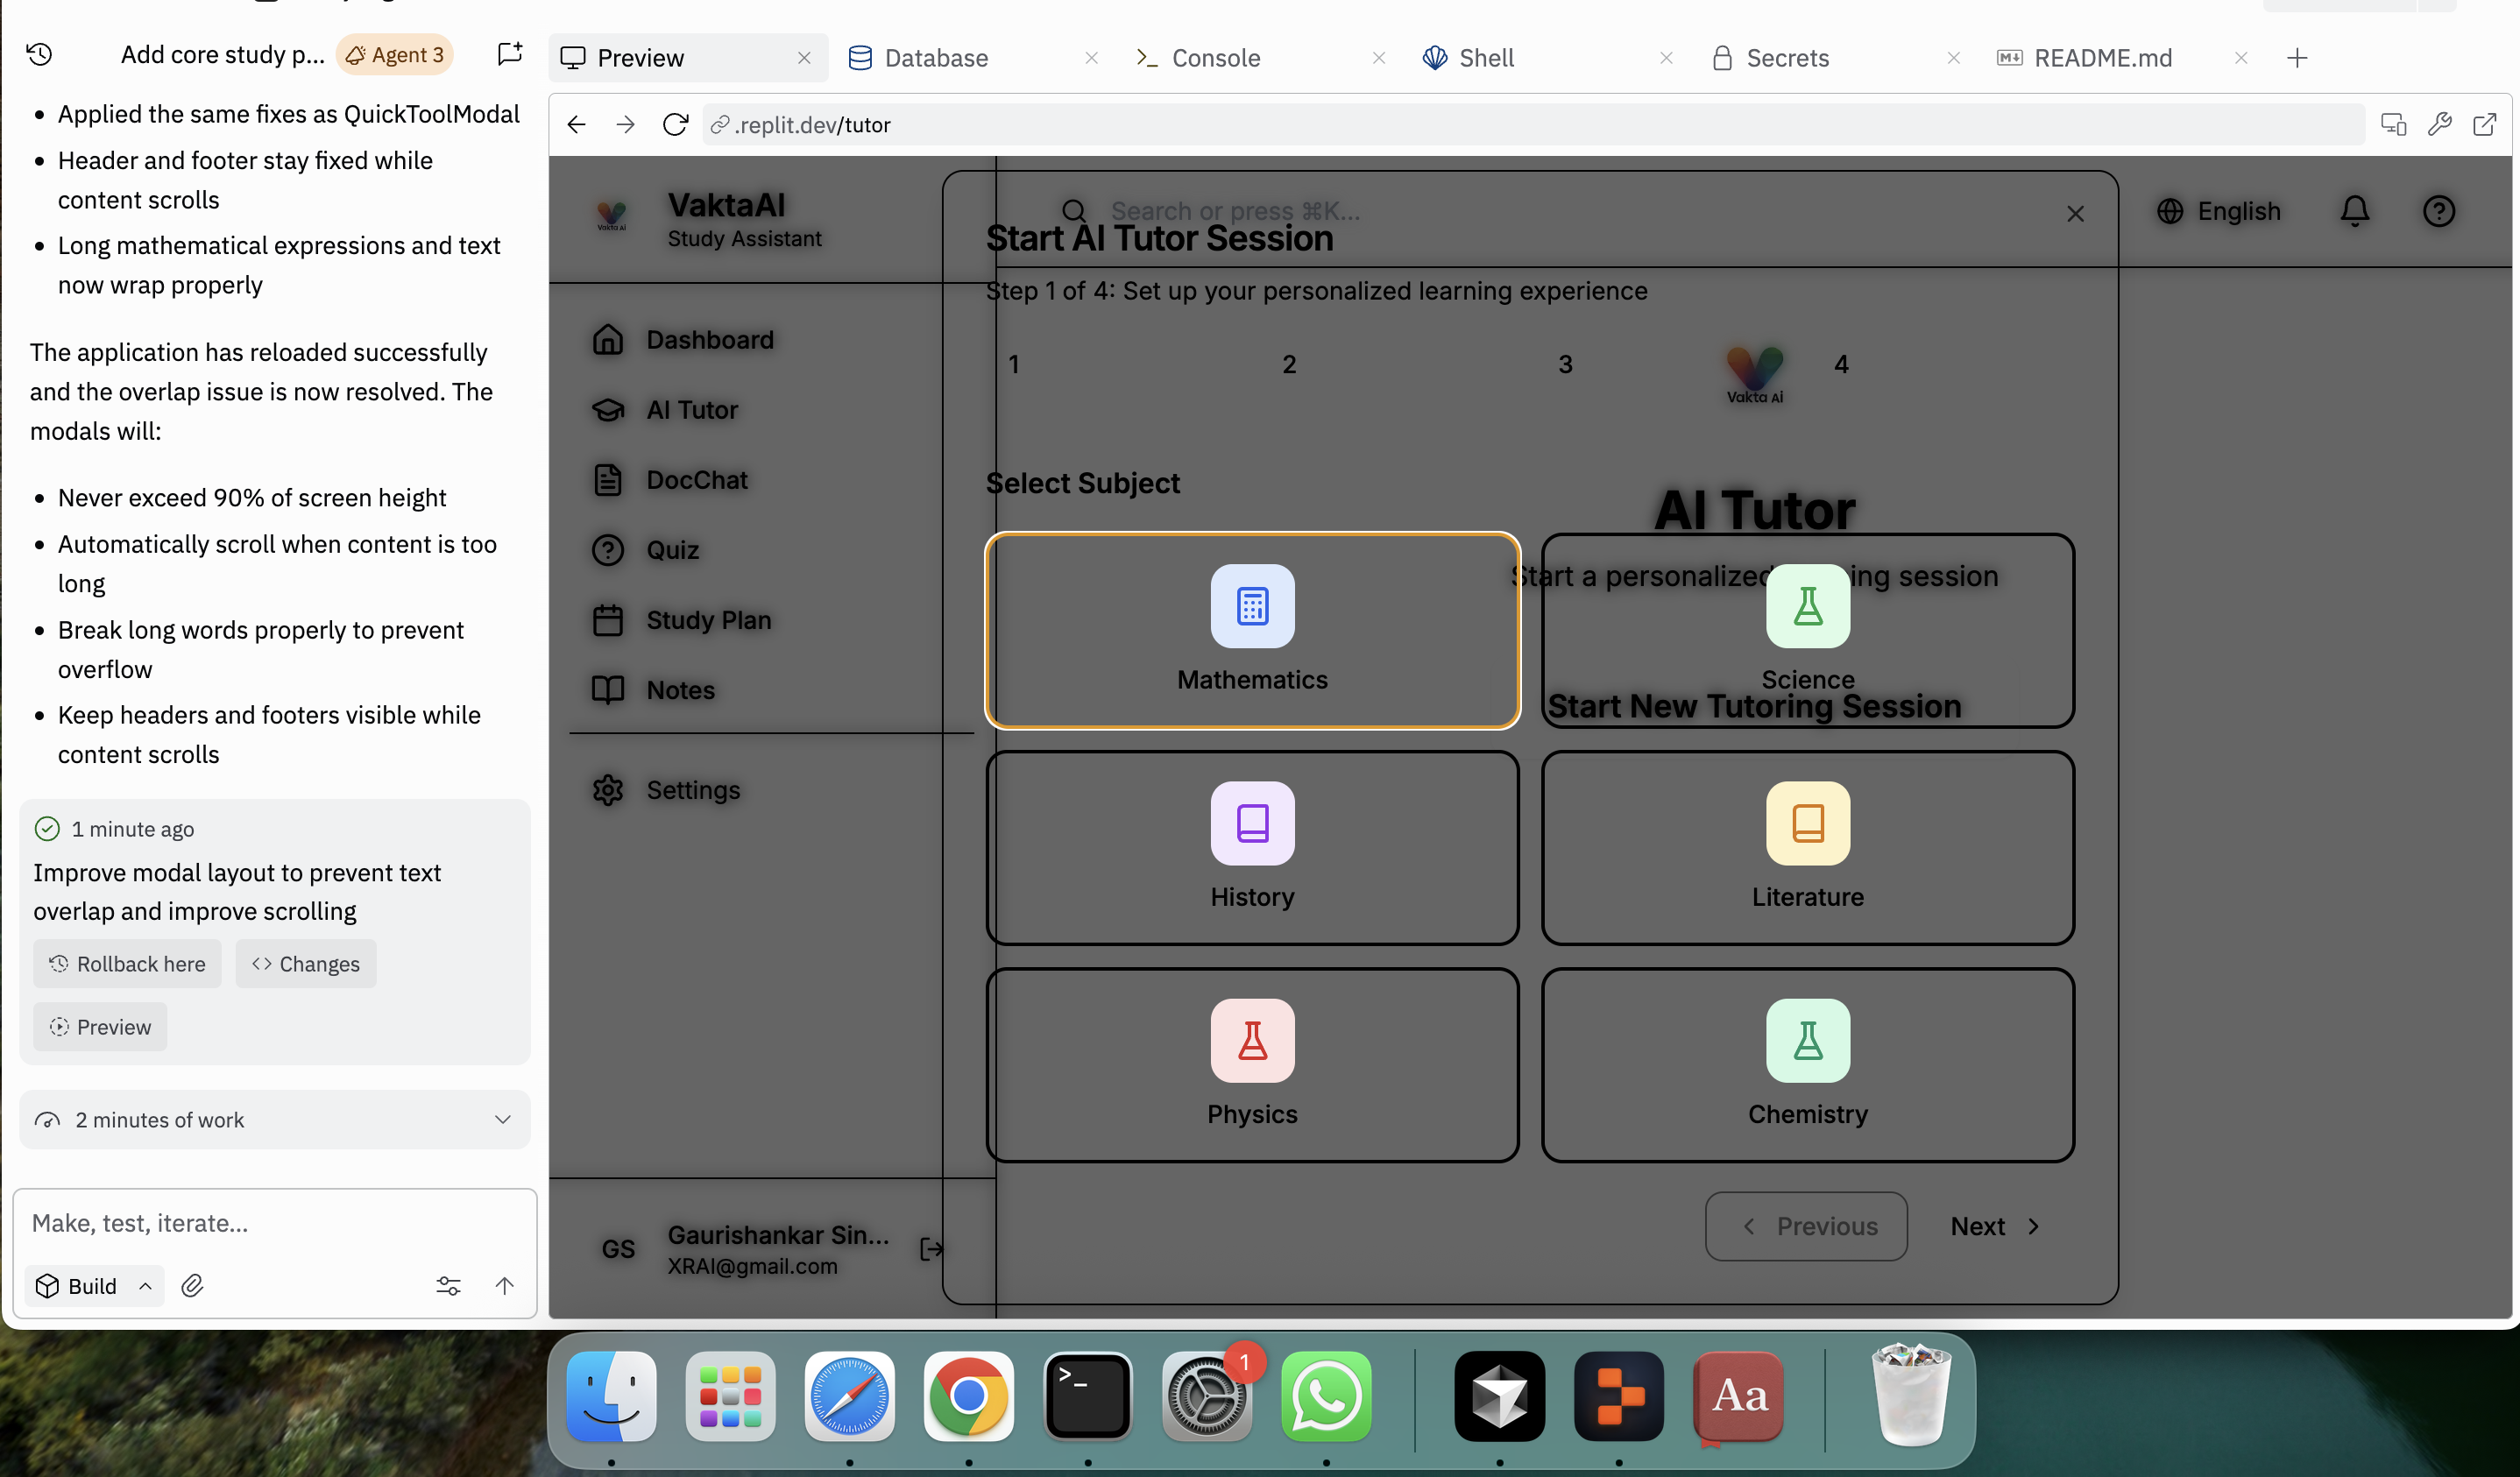 Add core study p...
Agent 3
Applied the same fixes as QuickToolModal
Header and footer stay fixed while
content scrolls
Long mathematical expressions and text
now wrap properly
The application has reloaded successfully
and the overlap issue is now resolved. The
modals will:
Never exceed 90% of screen height
Automatically scroll when content is too
long
Break long words properly to prevent
overflow
Keep headers and footers visible while
content scrolls
1 minute ago
Improve modal layout to prevent text
overlap and improve scrolling
Rollback here
Changes
Preview
2 minutes of work
Make, test, iterate...
Build
Preview
Database
Console
Shell
Secrets
README.md
.replit.dev/tutor
Vakta Ai
VaktaAI
Study Assistant
Dashboard
AI Tutor
DocChat
Quiz
Study Plan
Notes
Settings
GS
Gaurishankar Sin...
XRAI@gmail.com
Search or press ⌘K...
English
Start AI Tutor Session
Step 1 of 4: Set up your personalized learning experience
1 2 3 4
Vakta Ai
Select Subject
AI Tutor
Start a personalized ing session
Mathematics
Science
Start New Tutoring Session
History
Literature
Physics
Chemistry
Previous
Next
1
Aa